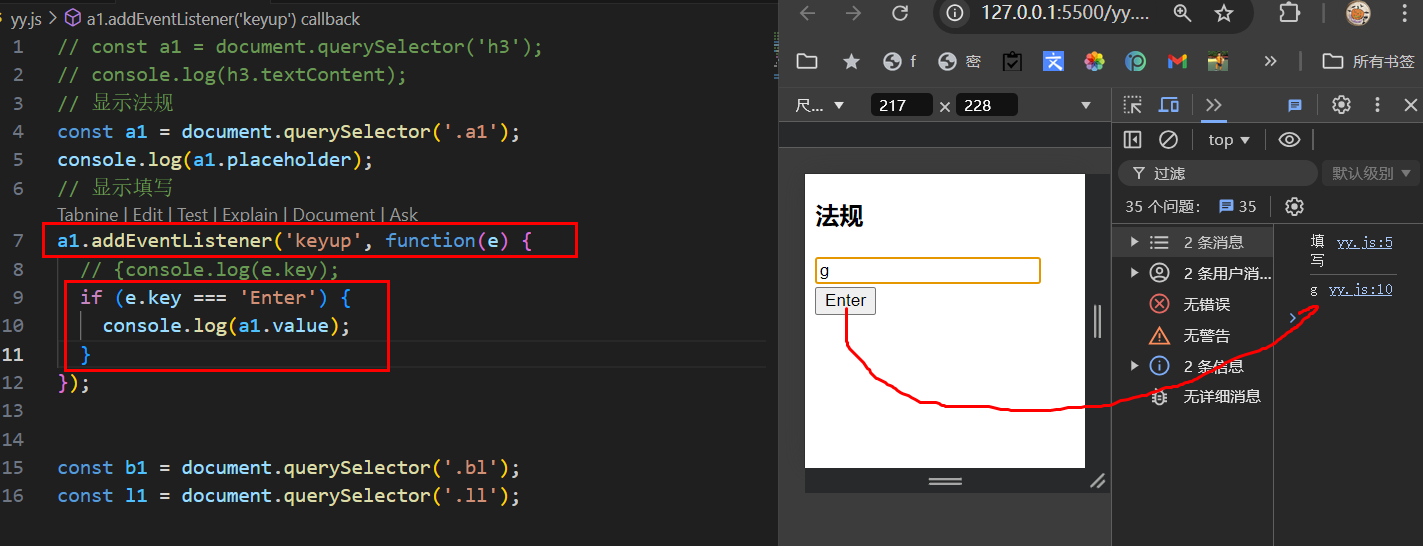 yy.js > a1.addEventListener('keyup') callback
1 // const a1 = document.querySelector('h3');
2 // console.log(h3.textContent);
3 // 显示法规
4 const a1 = document.querySelector('.a1');
5 console.log(a1.placeholder);
6 // 显示填写
Tabnine | Edit | Test | Explain | Document | Ask
7 a1.addEventListener('keyup', function(e) {
8 // {console.log(e.key);
9 if (e.key === 'Enter') {
10 console.log(a1.value);
11 }
12 });
13
14
15 const b1 = document.querySelector('.bl');
16 const l1 = document.querySelector('.ll');
127.0.0.1:5500/yy....
f 密 » 所有书签
尺... 217 × 228
法规
g
Enter
top
过滤 默认级别
35 个问题: 35
2 条消息
2 条用户消...
无错误
无警告
2 条信息
无详细消息
填写 yy.js:5
g yy.js:10